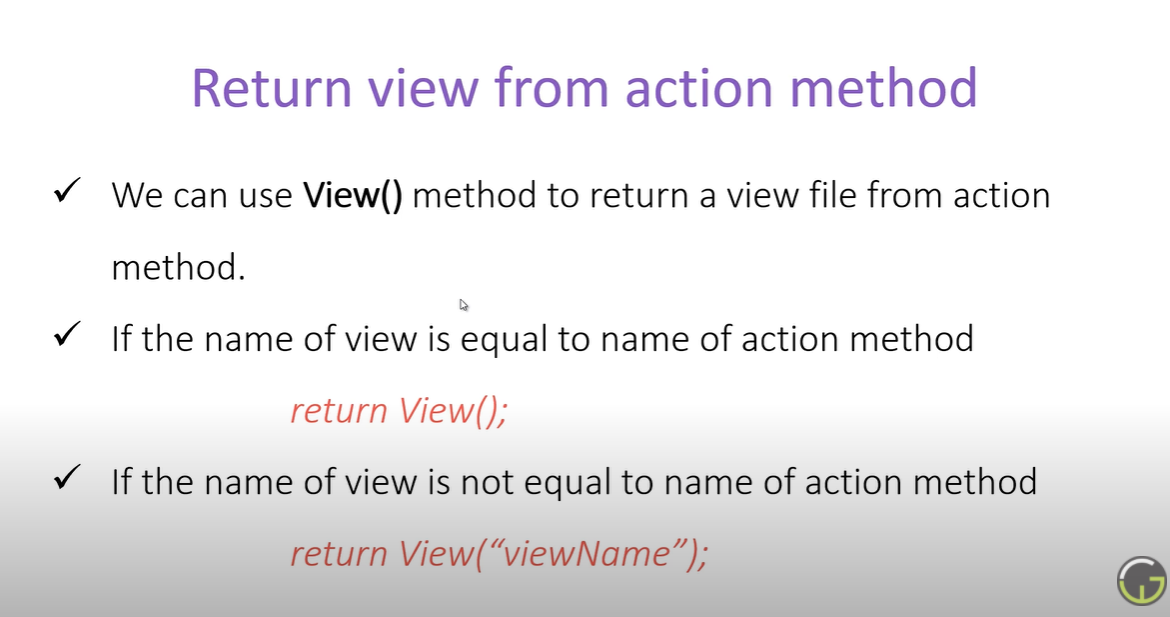 Return view from action method
✓ We can use View() method to return a view file from action
method.
✓ If the name of view is equal to name of action method
return View();
✓ If the name of view is not equal to name of action method
return View(“viewName”);